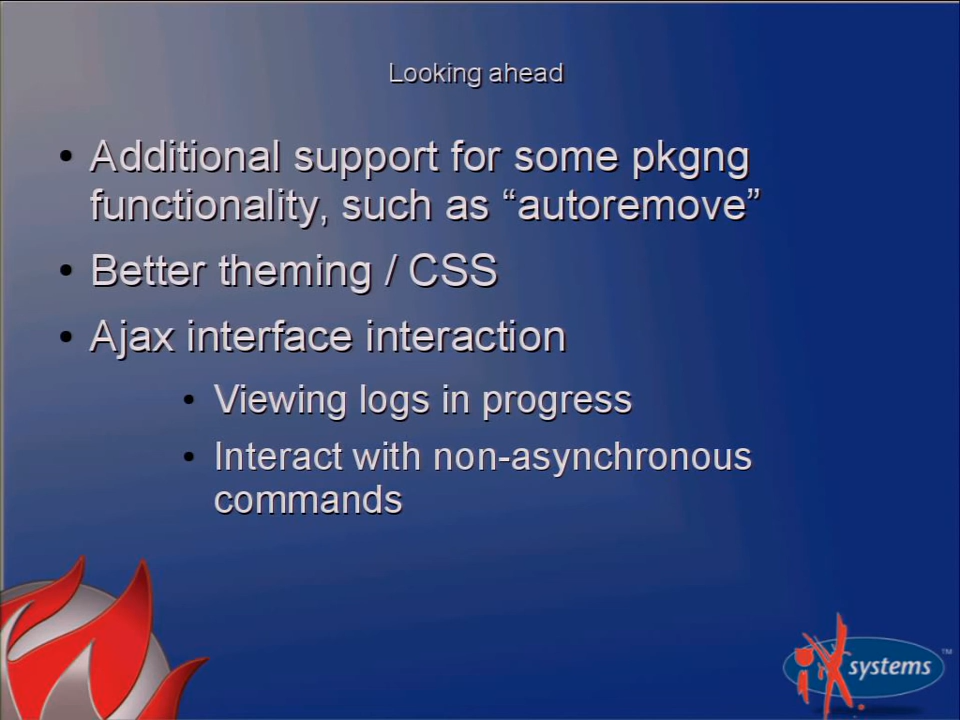 Looking ahead
• Additional support for some pkgng
functionality, such as “autoremove”
• Better theming / CSS
• Ajax interface interaction
• Viewing logs in progress
• Interact with non-asynchronous
commands
iXsystems™